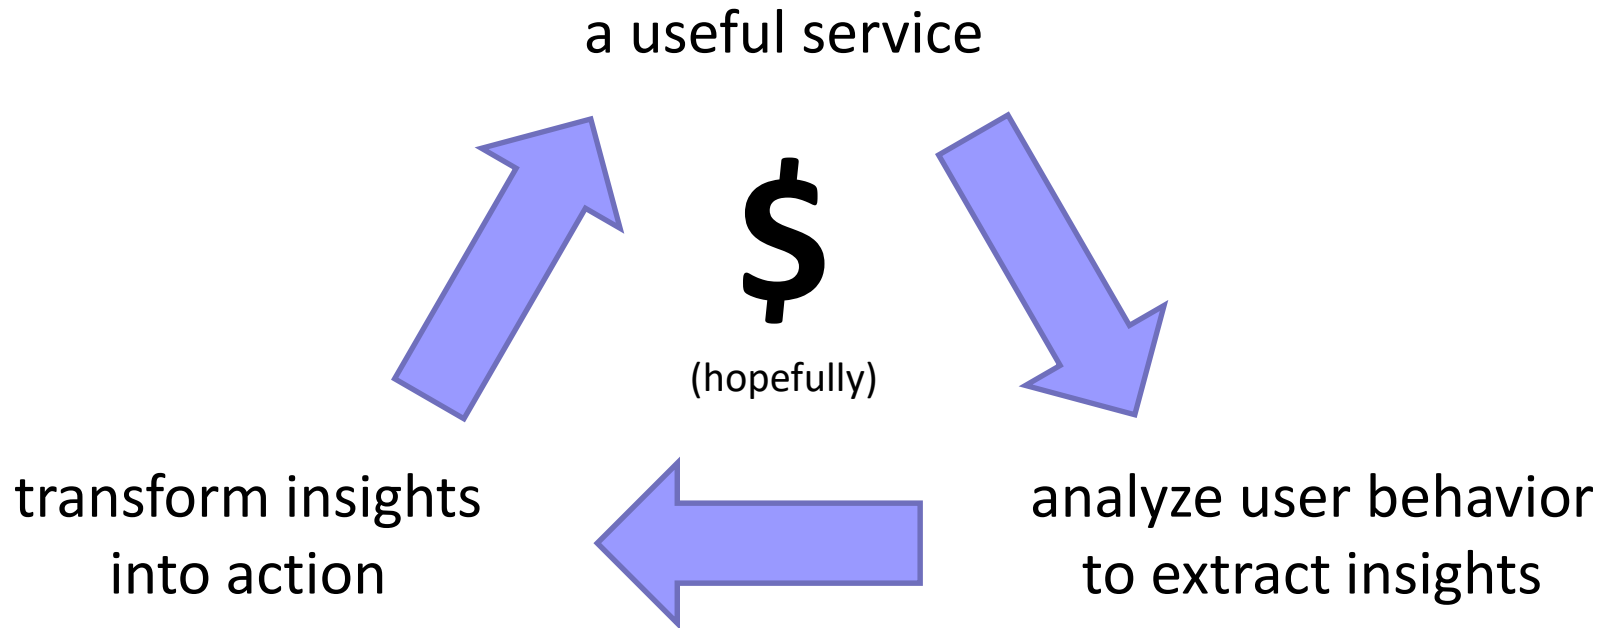 a useful service
$
(hopefully)
transform insights
into action
analyze user behavior
to extract insights